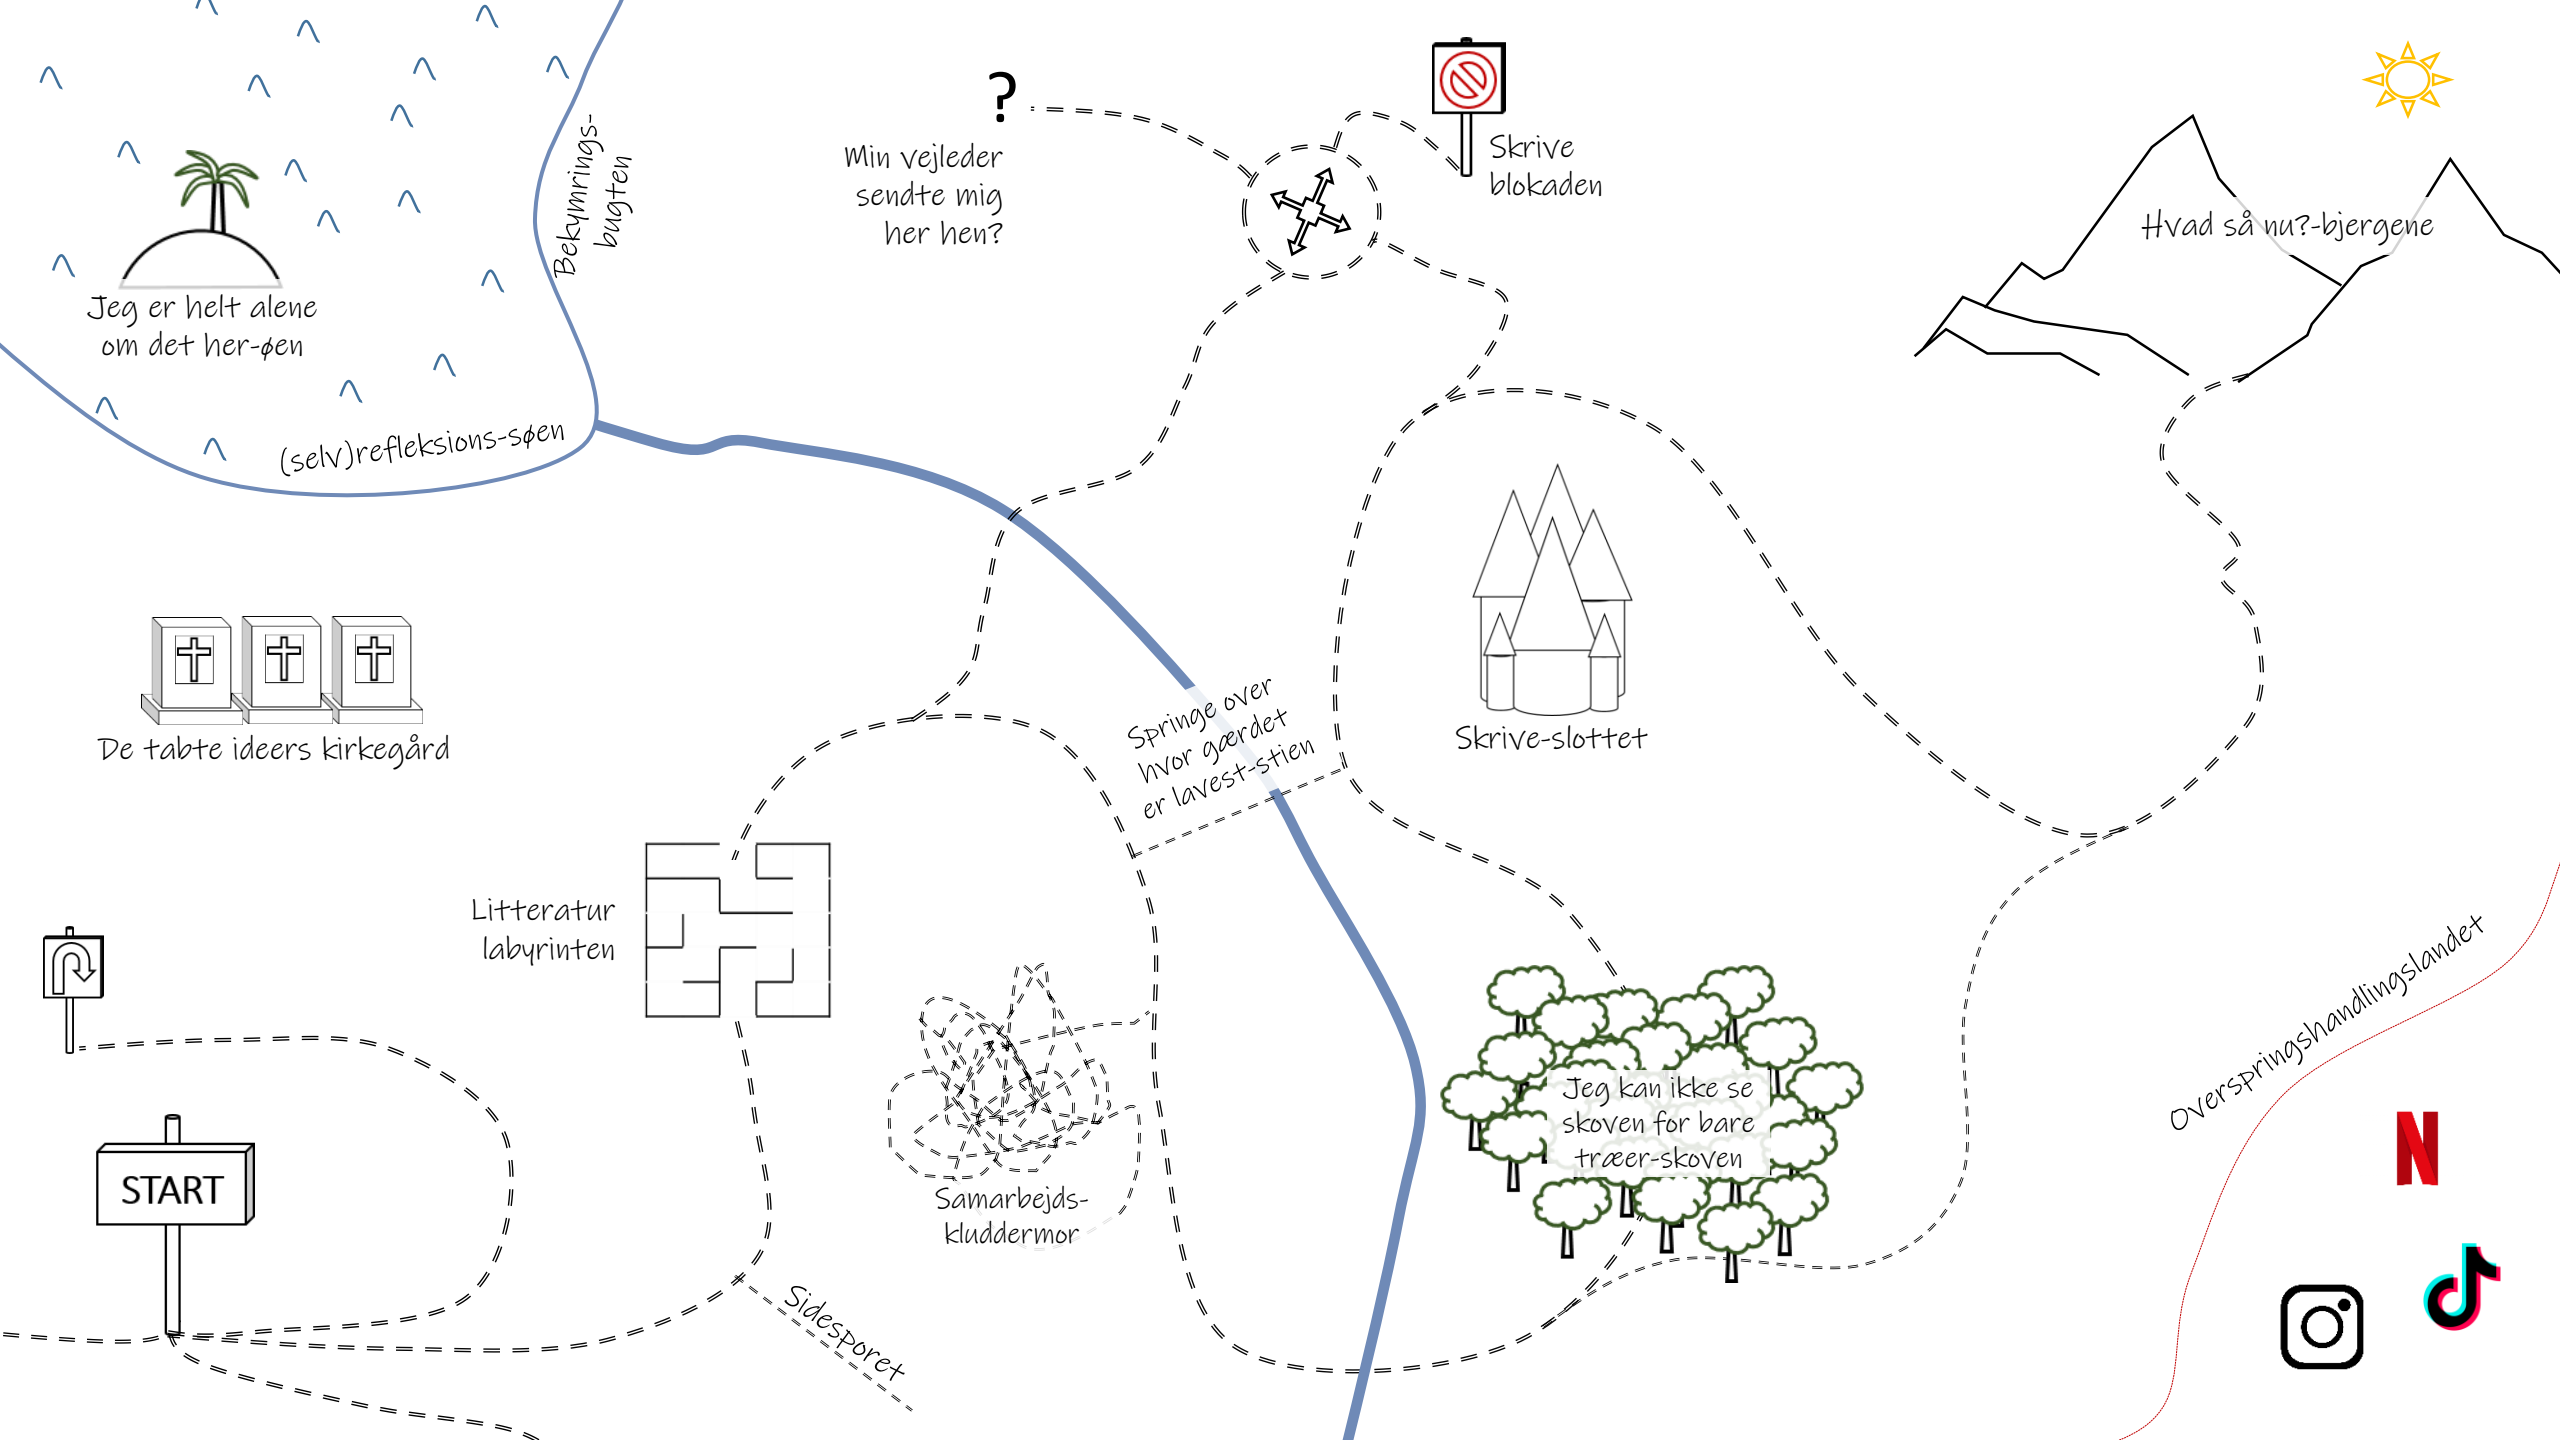 ?
Min vejleder
sendte mig
her hen?
Skrive
blokaden
Bekymrings-
bugten
Hvad så nu?-bjergene
Jeg er helt alene
om det her-øen
(selv)refleksions-søen
De tabte ideers kirkegård
Springe over
hvor gærdet
er lavest-stien
Skrive-slottet
Litteratur
labyrinten
Overspringshandlingslandet
Jeg kan ikke se
skoven for bare
træer-skoven
START
Samarbejds-
kluddermor
Sidesporet
N